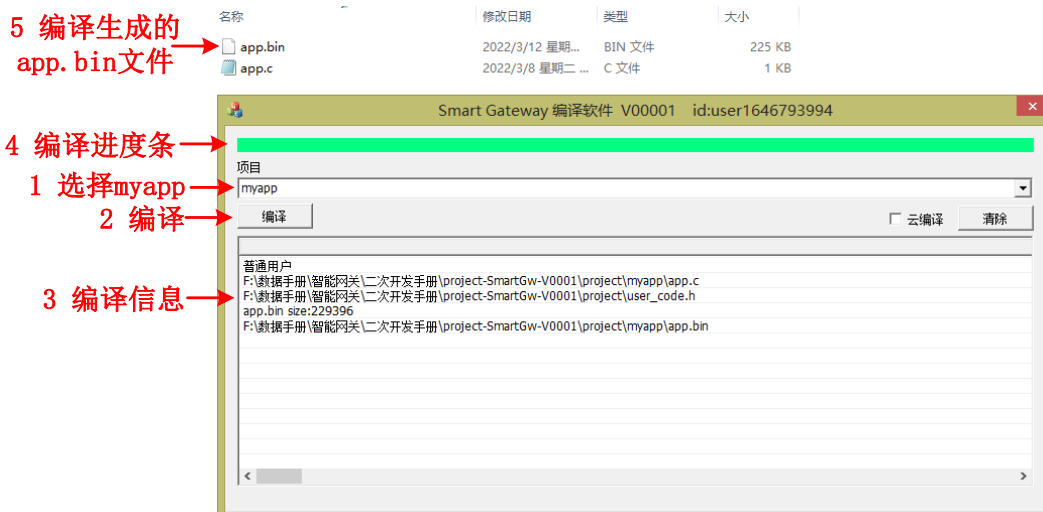 5 编译生成的
app.bin文件
名称 修改日期 类型 大小
app.bin 2022/3/12 星期... BIN 文件 225 KB
app.c 2022/3/8 星期二 ... C 文件 1 KB
Smart Gateway 编译软件 V00001 id:user1646793994
4 编译进度条
项目
1 选择myapp
myapp
2 编译
编译 云编译 清除
3 编译信息
普通用户
F:\数据手册\智能网关\二次开发手册\project-SmartGw-V0001\project\myapp\app.c
F:\数据手册\智能网关\二次开发手册\project-SmartGw-V0001\project\user_code.h
app.bin size:229396
F:\数据手册\智能网关\二次开发手册\project-SmartGw-V0001\project\myapp\app.bin